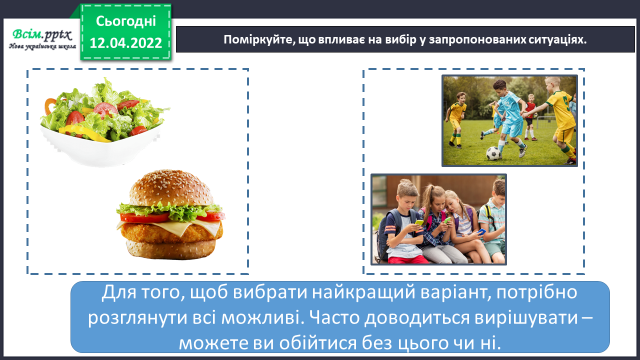 Всім.pptx
Нова українська школа
Сьогодні
12.04.2022
Поміркуйте, що впливає на вибір у запропонованих ситуаціях.
Для того, щоб вибрати найкращий варіант, потрібно
розглянути всі можливі. Часто доводиться вирішувати –
можете ви обійтися без цього чи ні.